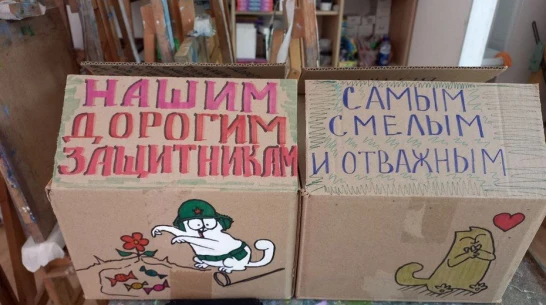 НАШИМ
ДОРОГИМ
ЗАЩИТНИКАМ
САМЫМ
СМЕЛЫМ
И ОТВАЖНЫМ